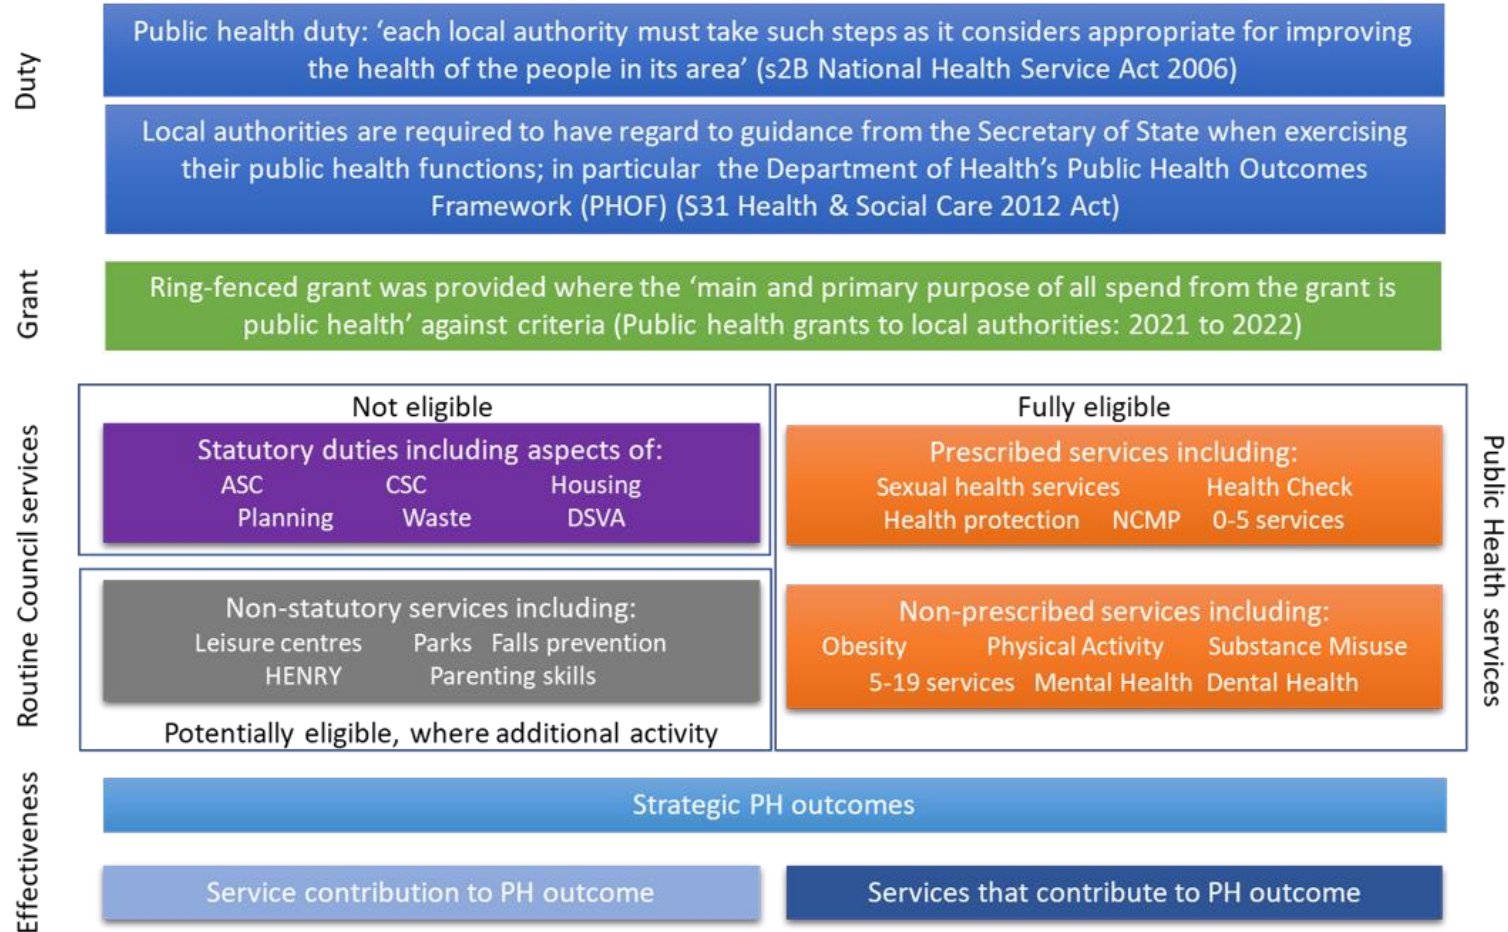 Duty
Public health duty: ‘each local authority must take such steps as it considers appropriate for improving
the health of the people in its area’ (s2B National Health Service Act 2006)
Local authorities are required to have regard to guidance from the Secretary of State when exercising
their public health functions; in particular the Department of Health’s Public Health Outcomes
Framework (PHOF) (S31 Health & Social Care 2012 Act)
Grant
Ring-fenced grant was provided where the ‘main and primary purpose of all spend from the grant is
public health’ against criteria (Public health grants to local authorities: 2021 to 2022)
Routine Council services
Not eligible
Statutory duties including aspects of:
ASC CSC Housing
Planning Waste DSVA
Non-statutory services including:
Leisure centres Parks Falls prevention
HENRY Parenting skills
Potentially eligible, where additional activity
Fully eligible
Prescribed services including:
Sexual health services Health Check
Health protection NCMP 0-5 services
Non-prescribed services including:
Obesity Physical Activity Substance Misuse
5-19 services Mental Health Dental Health
Public Health services
Effectiveness
Strategic PH outcomes
Service contribution to PH outcome
Services that contribute to PH outcome